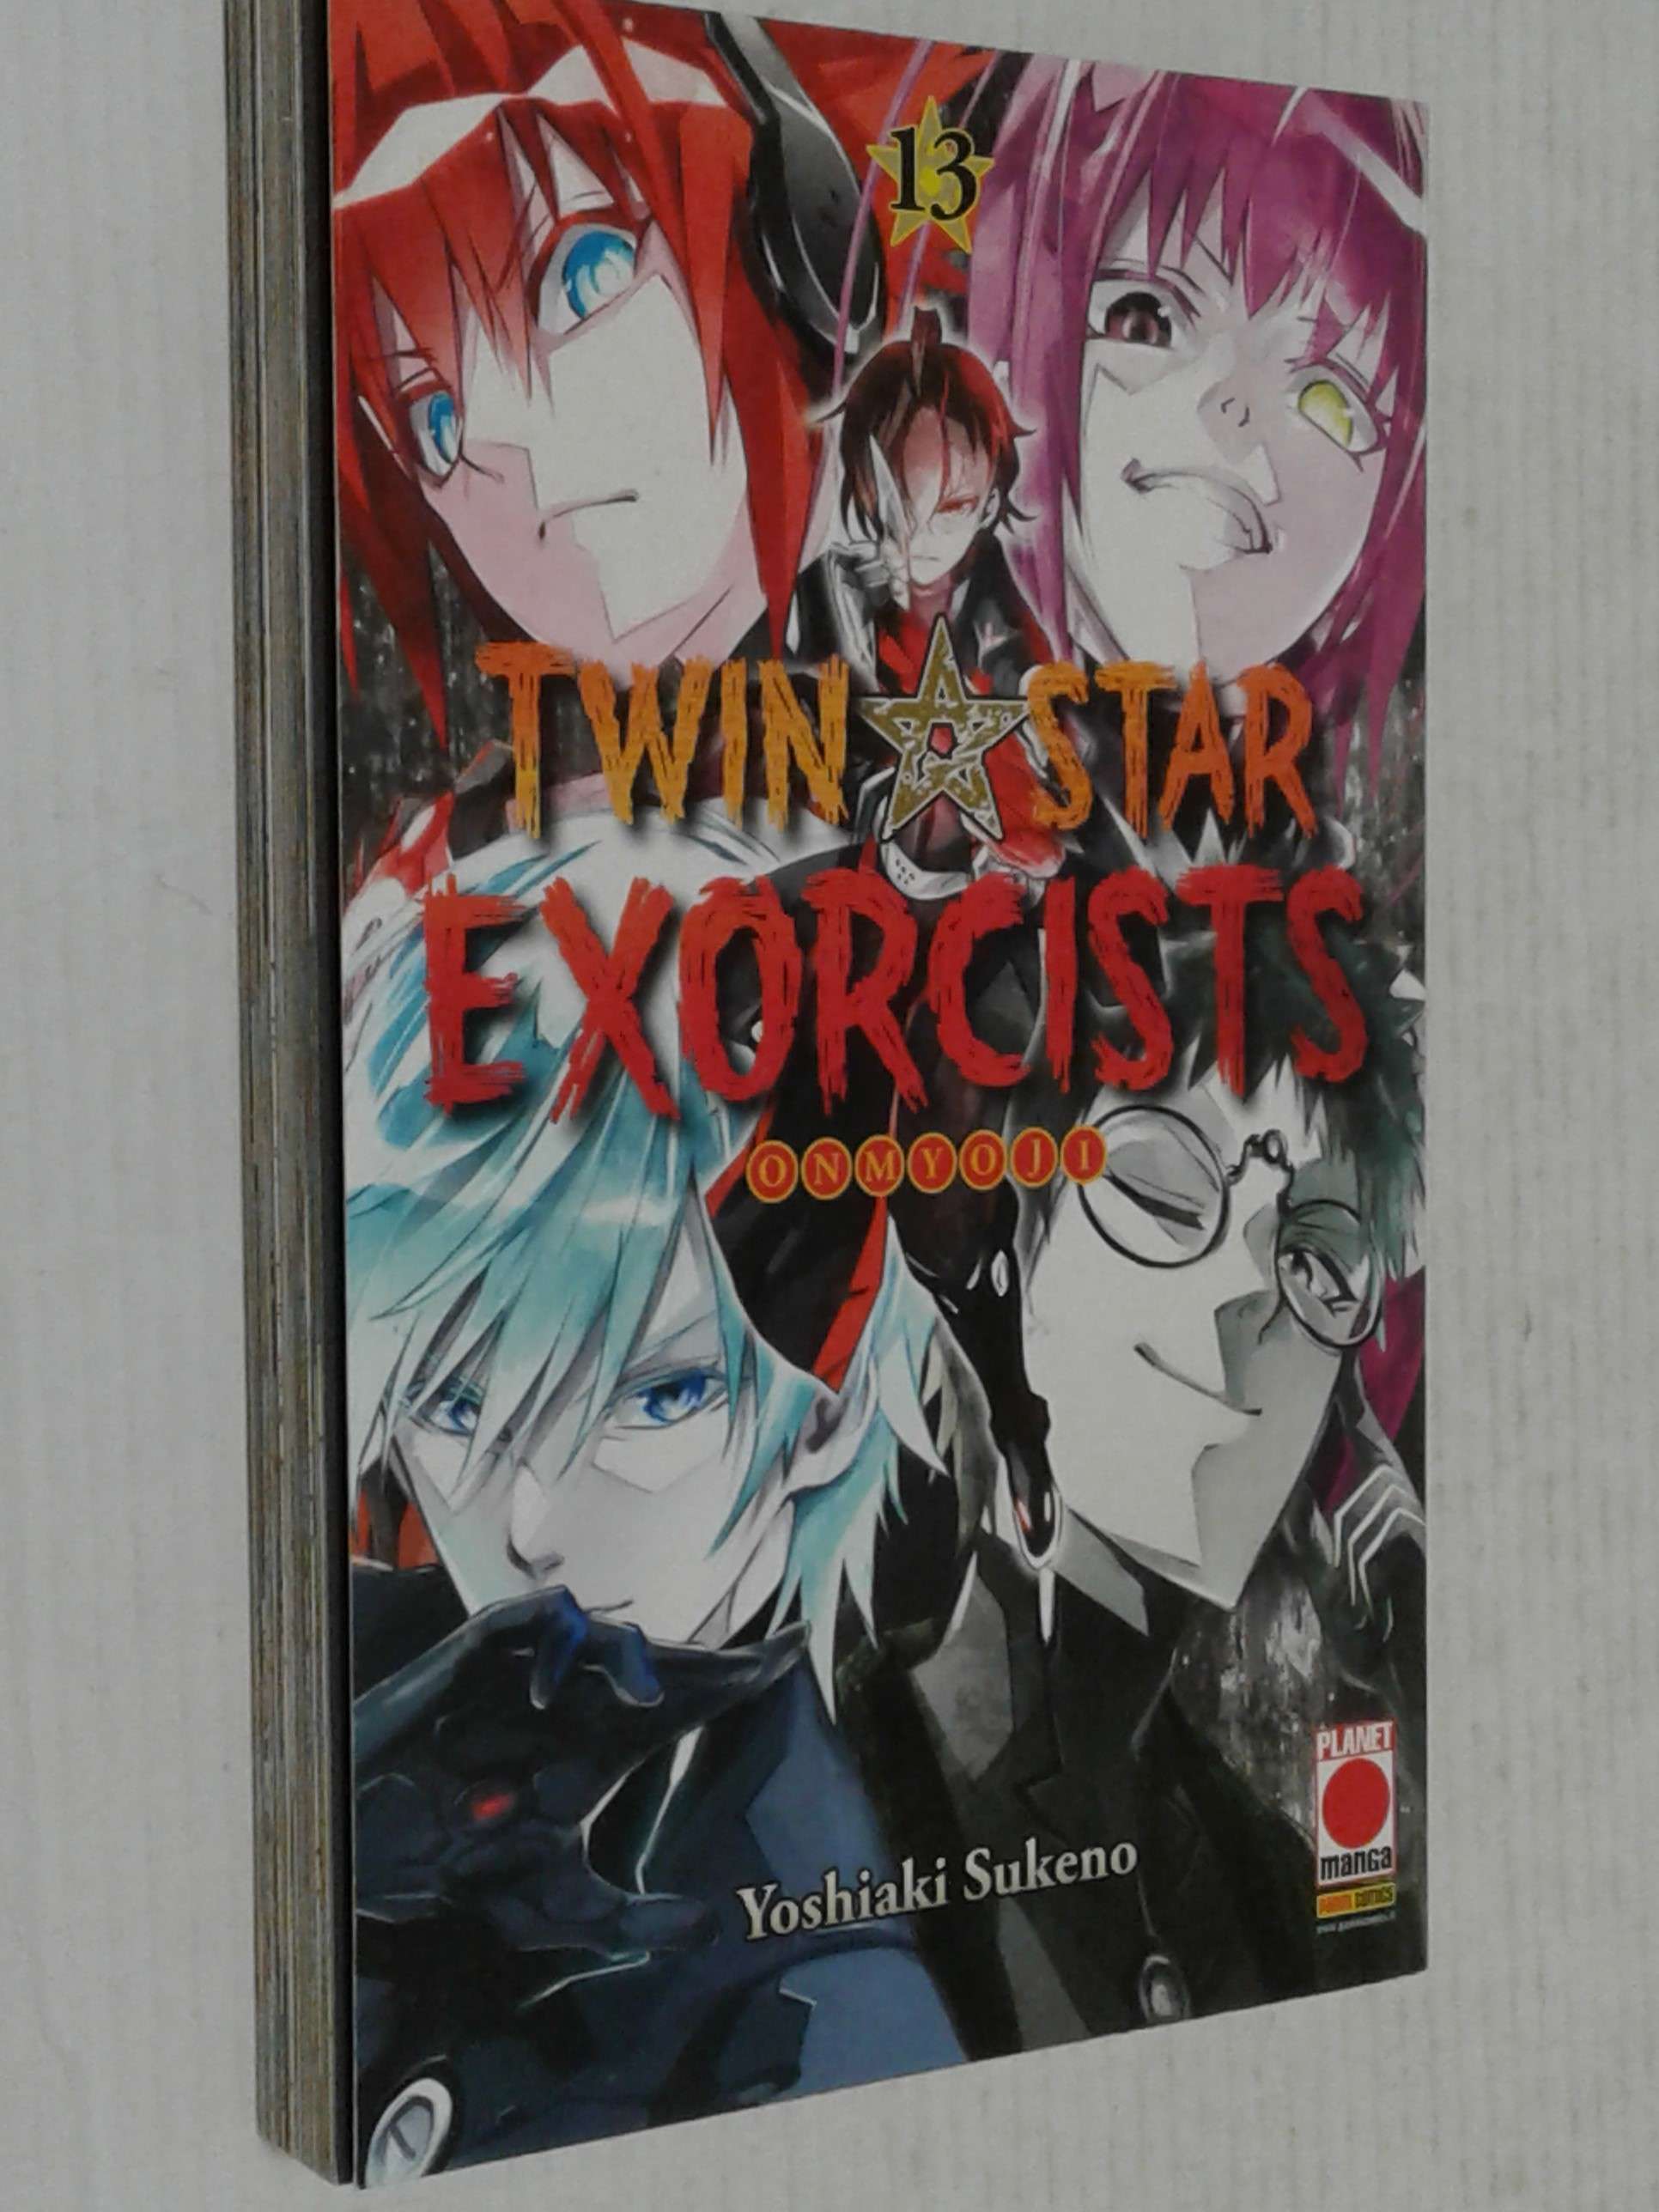 13
TWIN STAR
EXORCISTS
ONMYOJI
Yoshiaki Sukeno
PLANET
manga
PANINI COMICS